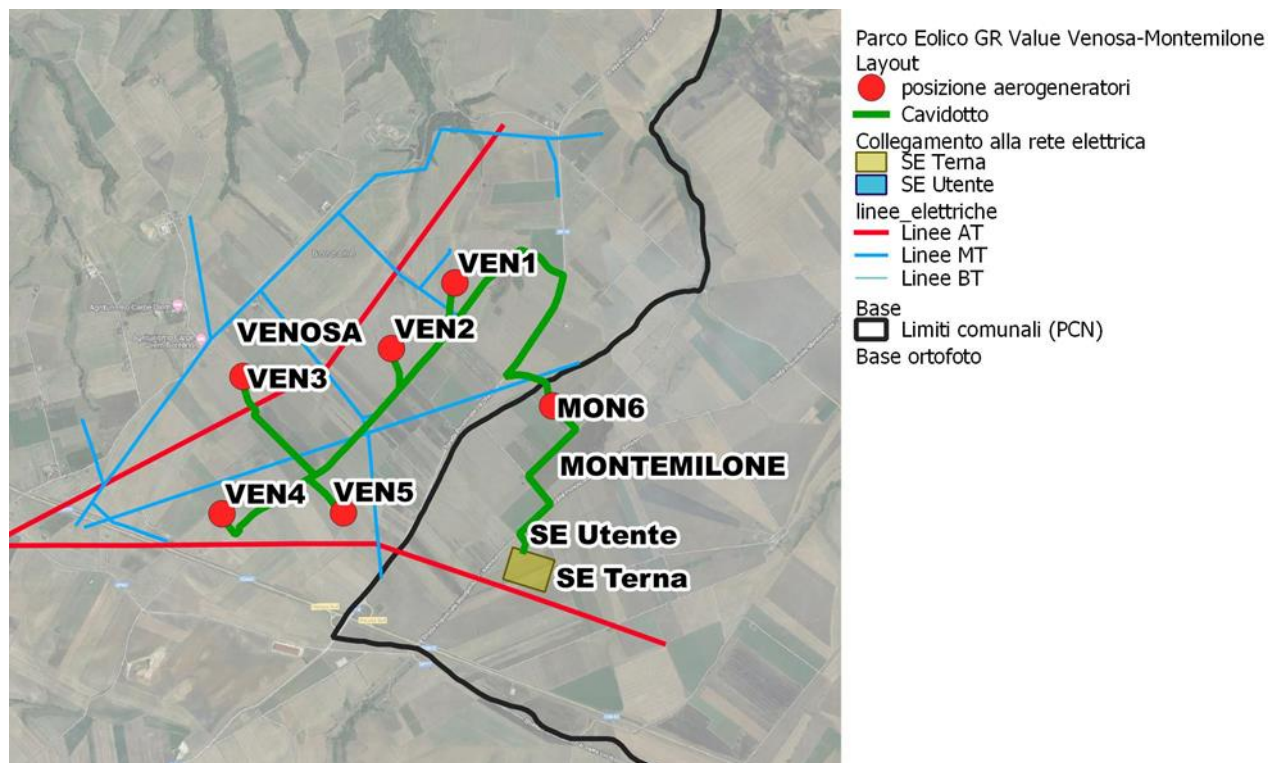 Parco Eolico GR Value Venosa-Montemilone
Layout
posizione aerogeneratori
Cavidotto
Collegamento alla rete elettrica
SE Terna
SE Utente
linee_elettriche
Linee AT
Linee MT
Linee BT
Base
Limiti comunali (PCN)
Base ortofoto
VEN1
VENOSA
VEN2
VEN3
MON6
MONTEMILONE
VEN4
VEN5
SE Utente
SE Terna